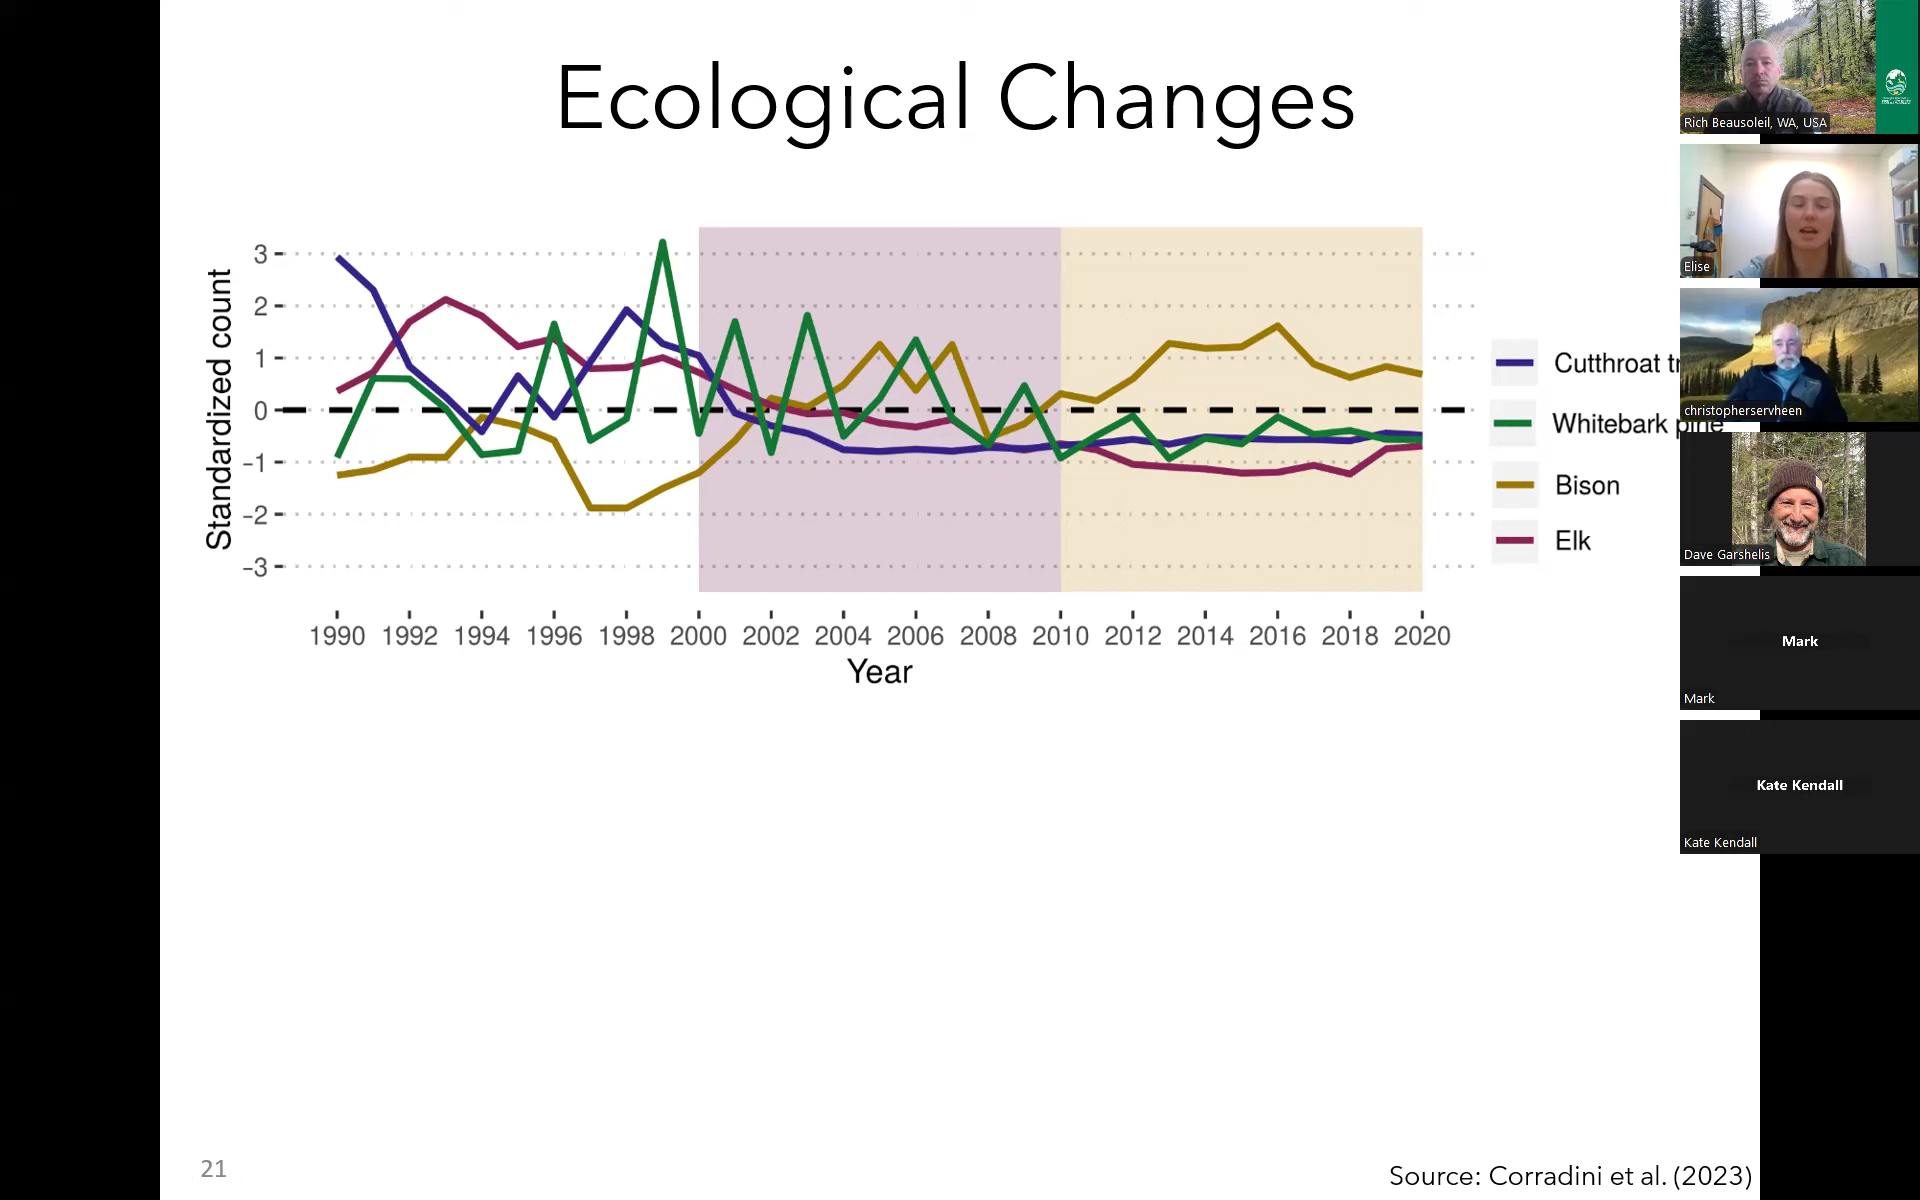 Ecological Changes
Standardized count
3
2
1
0
−1
−2
−3
1990 1992 1994 1996 1998 2000 2002 2004 2006 2008 2010 2012 2014 2016 2018 2020
Year
Cutthroat tr
Whitebark pine
Bison
Elk
21
Source: Corradini et al. (2023)
Rich Beausoleil, WA, USA
Elise
christopherservheen
Dave Garshelis
Mark
Mark
Kate Kendall
Kate Kendall